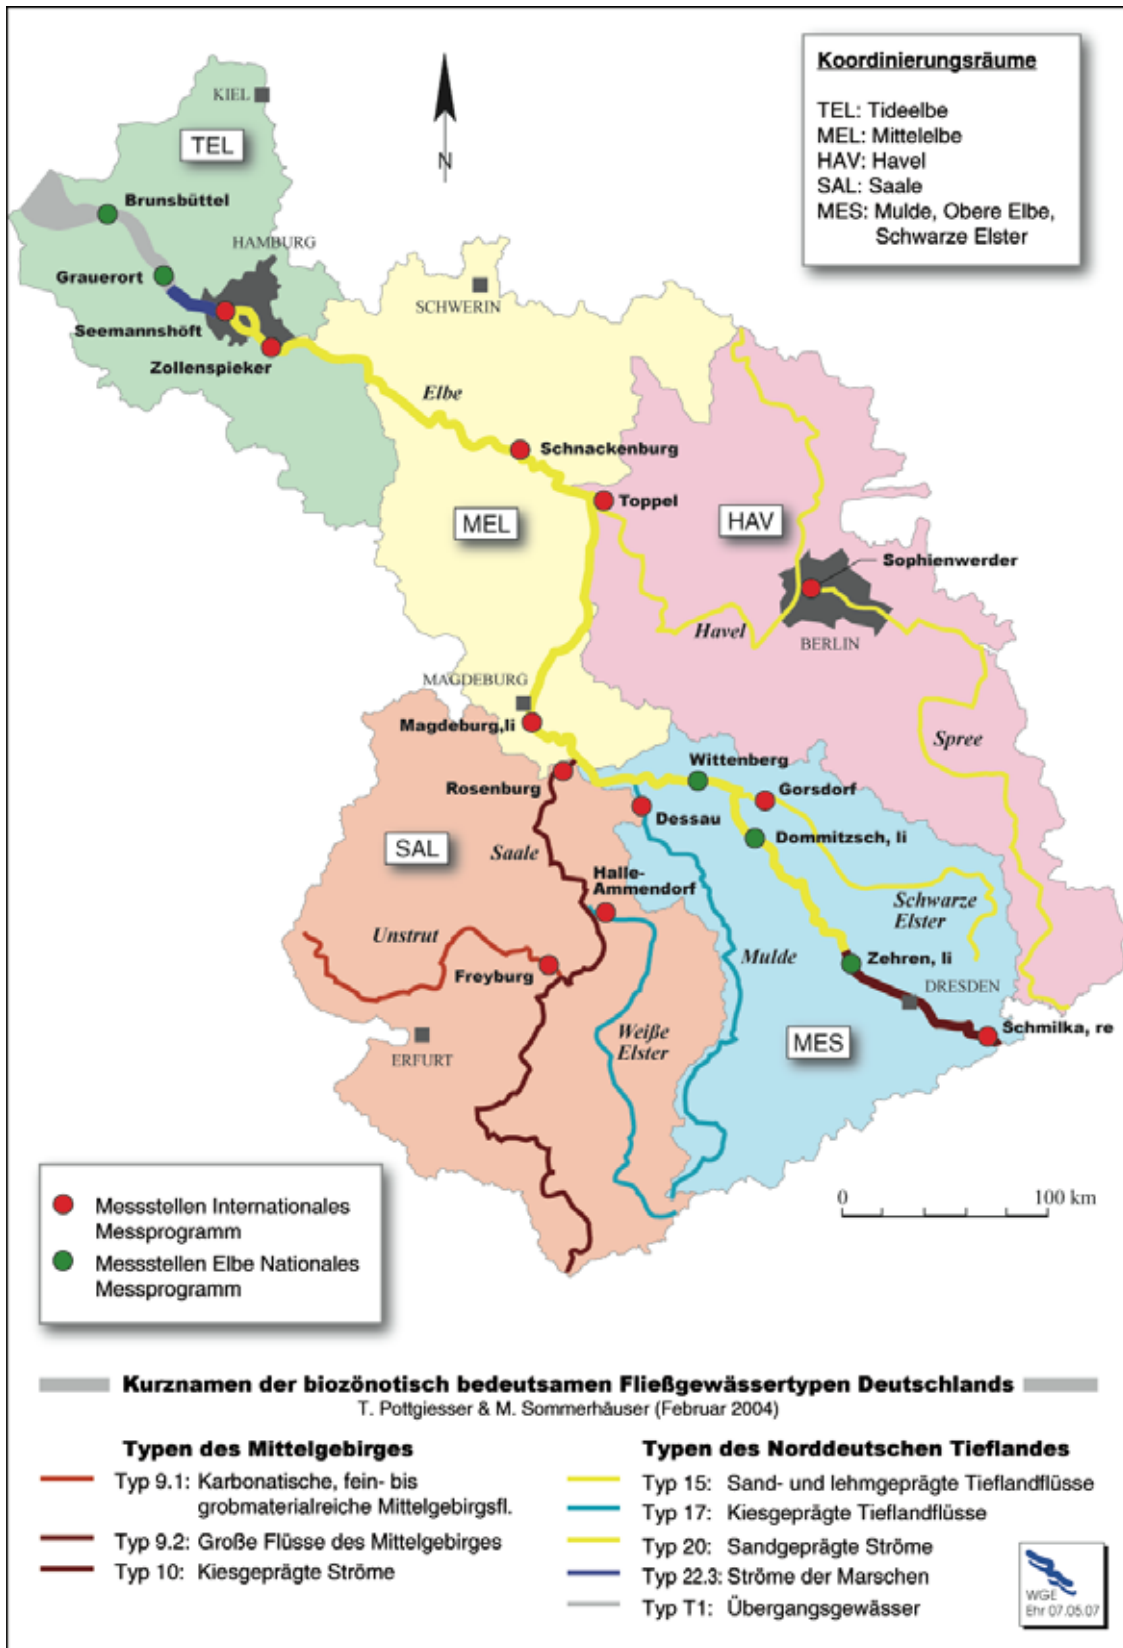 Koordinierungsräume
TEL: Tideelbe
MEL: Mittelelbe
HAV: Havel
SAL: Saale
MES: Mulde, Obere Elbe,
Schwarze Elster
KIEL
TEL
N
Brunsbüttel
HAMBURG
Grauerort
SCHWERIN
Seemannshöft
Zollenspieker
Elbe
Schnackenburg
Toppel
MEL
HAV
Sophienwerder
Havel
BERLIN
MAGDEBURG
Magdeburg,li
Spree
Wittenberg
Rosenburg
Gorsdorf
Dessau
Dommitzsch, li
SAL
Saale
Halle-
Ammendorf
Schwarze
Elster
Unstrut
Mulde
Zehren, li
Freyburg
DRESDEN
Schmilka, re
Weiße
Elster
MES
ERFURT
0
100 km
Messstellen Internationales
Messprogramm
Messstellen Elbe Nationales
Messprogramm
Kurznamen der biozönotisch bedeutsamen Fließgewässertypen Deutschlands
T. Pottgiesser & M. Sommerhäuser (Februar 2004)
Typen des Mittelgebirges
Typ 9.1: Karbonatische, fein- bis
grobmaterialreiche Mittelgebirgsfl.
Typ 9.2: Große Flüsse des Mittelgebirges
Typ 10: Kiesgeprägte Ströme
Typen des Norddeutschen Tieflandes
Typ 15: Sand- und lehmgeprägte Tieflandflüsse
Typ 17: Kiesgeprägte Tieflandflüsse
Typ 20: Sandgeprägte Ströme
Typ 22.3: Ströme der Marschen
Typ T1: Übergangsgewässer
WGE
Ehr 07.05.07